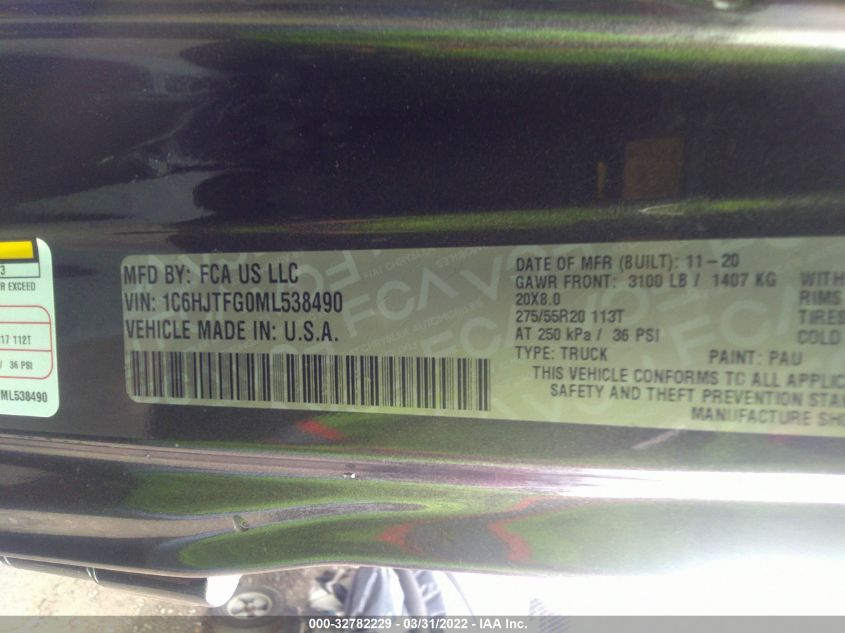 3
R EXCEED
17 112T
/ 36 PSI
ML538490
MFD BY: FCA US LLC
VIN: 1C6HJTFG0ML538490
VEHICLE MADE IN: U.S.A.
DATE OF MFR (BUILT): 11-20
GAWR FRONT: 3100 LB / 1407 KG WITH
20X8.0 RIMS
275/55R20 113T TIRES
AT 250 kPa / 36 PSI COLD
TYPE: TRUCK PAINT: PAU
THIS VEHICLE CONFORMS TO ALL APPLIC
SAFETY AND THEFT PREVENTION STAN
MANUFACTURE SHO
000-32782229 - 03/31/2022 - IAA Inc.